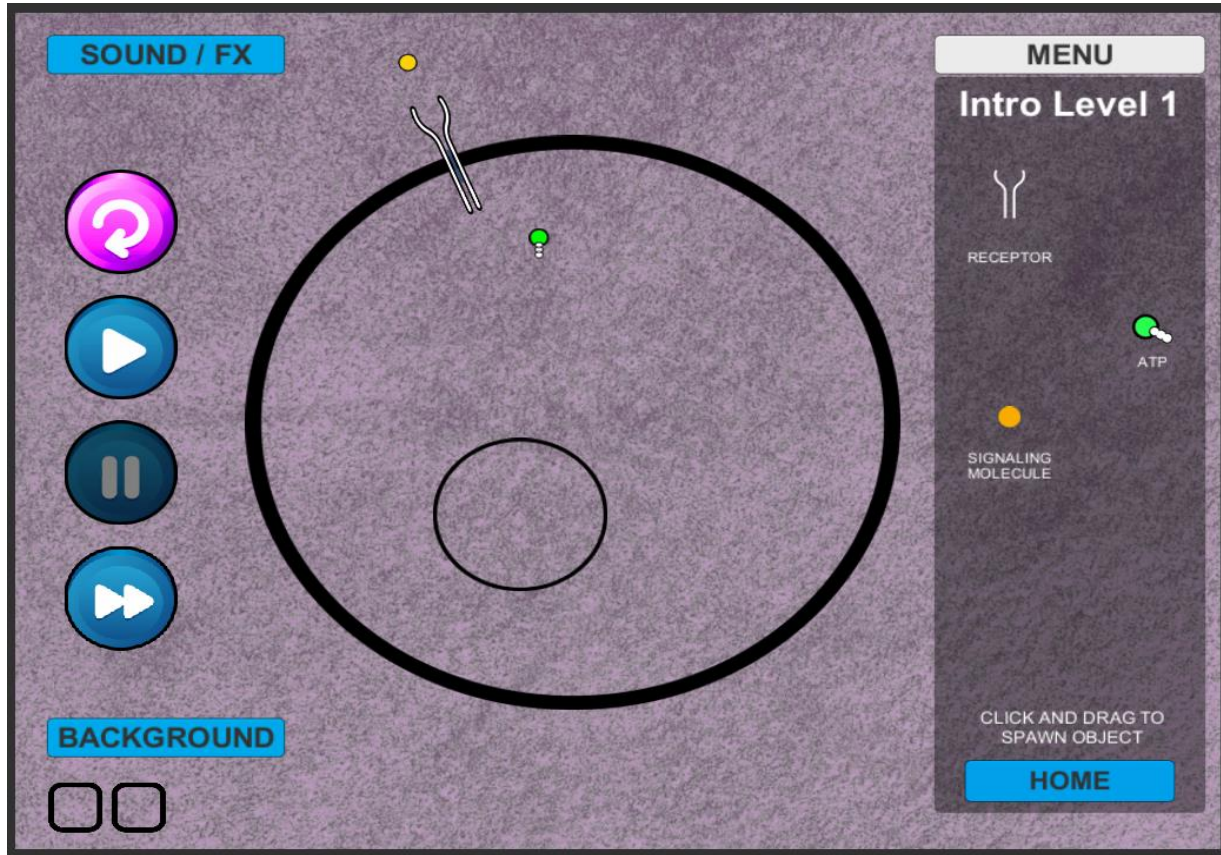 SOUND / FX
MENU
Intro Level 1
RECEPTOR
ATP
SIGNALING
MOLECULE
BACKGROUND
CLICK AND DRAG TO
SPAWN OBJECT
HOME